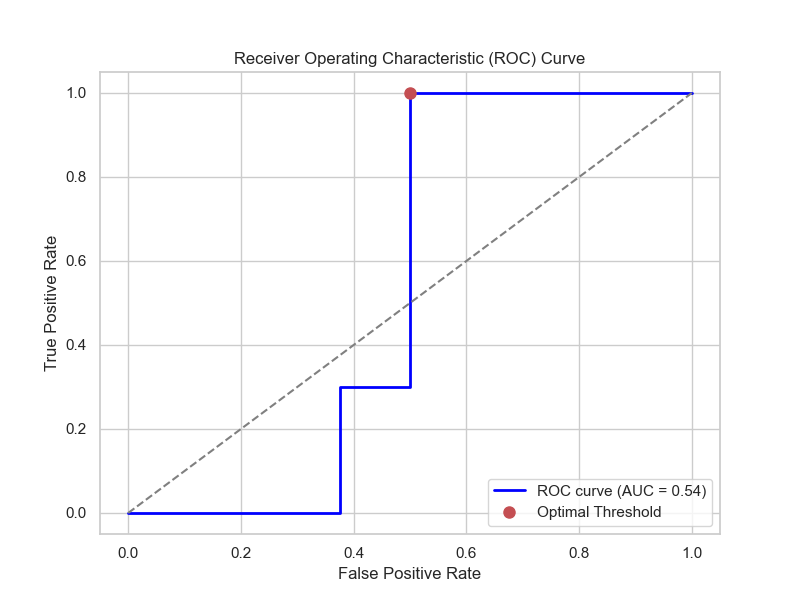 Receiver Operating Characteristic (ROC) Curve
True Positive Rate
1.0
0.8
0.6
0.4
0.2
0.0
ROC curve (AUC = 0.54)
Optimal Threshold
0.0 0.2 0.4 0.6 0.8 1.0
False Positive Rate